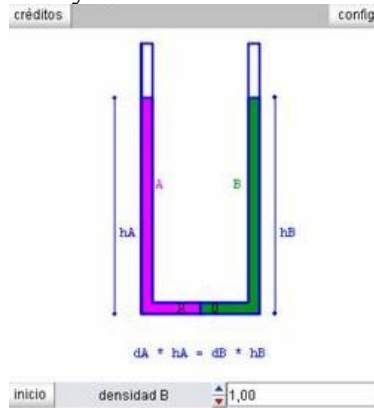 créditos config
A B
hA hB
dA * hA = dB * hB
inicio densidad B 1,00